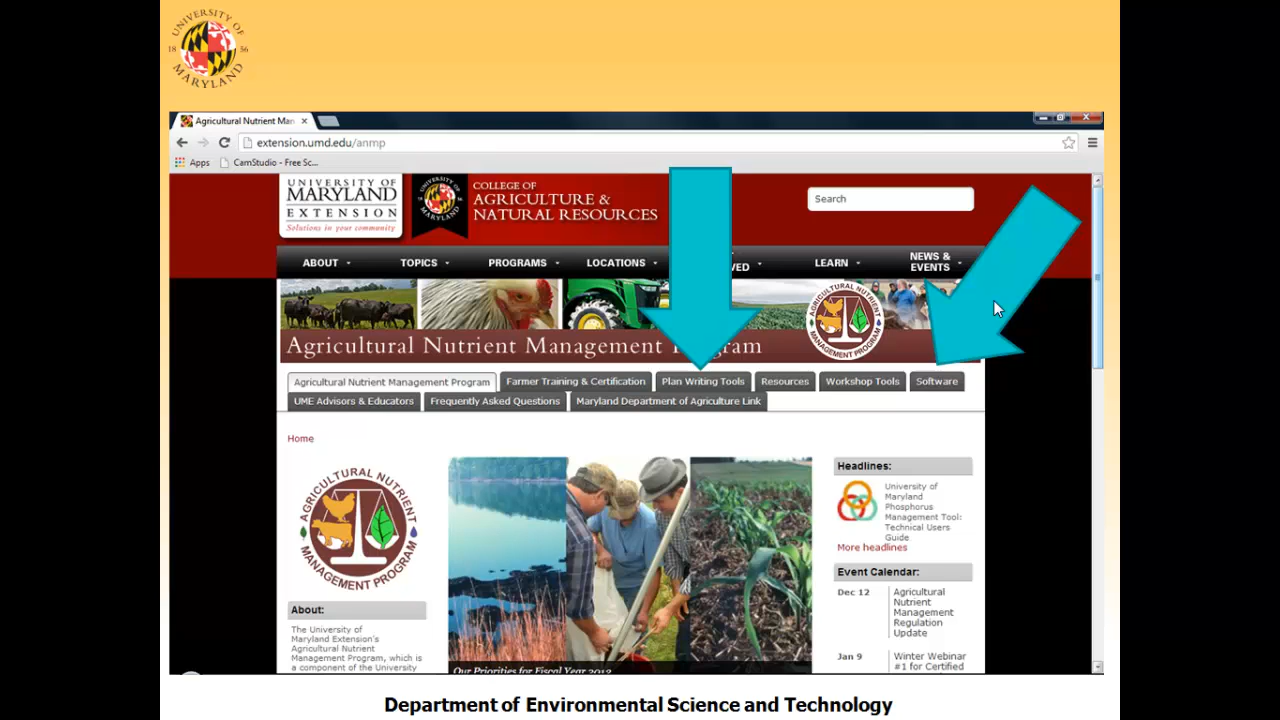 UNIVERSITY OF
18 56
MARYLAND
Agricultural Nutrient Man
extension.umd.edu/anmp
Apps CamStudio - Free Sc...
UNIVERSITY OF
MARYLAND
EXTENSION
Solutions in your community
COLLEGE OF
AGRICULTURE &
NATURAL RESOURCES
Search
ABOUT TOPICS PROGRAMS LOCATIONS LEARN NEWS & EVENTS
Agricultural Nutrient Management
AGRICULTURAL NUTRIENT
MANAGEMENT PROGRAM
Agricultural Nutrient Management Program Farmer Training & Certification Plan Writing Tools Resources Workshop Tools Software
UME Advisors & Educators Frequently Asked Questions Maryland Department of Agriculture Link
Home
AGRICULTURAL NUTRIENT
MANAGEMENT PROGRAM
About:
The University of
Maryland Extension's
Agricultural Nutrient
Management Program, which is
a component of the University
Our Priorities for Fiscal Year 2012
Headlines:
University of
Maryland
Phosphorus
Management Tool:
Technical Users
Guide
More headlines
Event Calendar:
Dec 12 Agricultural
Nutrient
Management
Regulation
Update
Jan 9 Winter Webinar
#1 for Certified
Department of Environmental Science and Technology